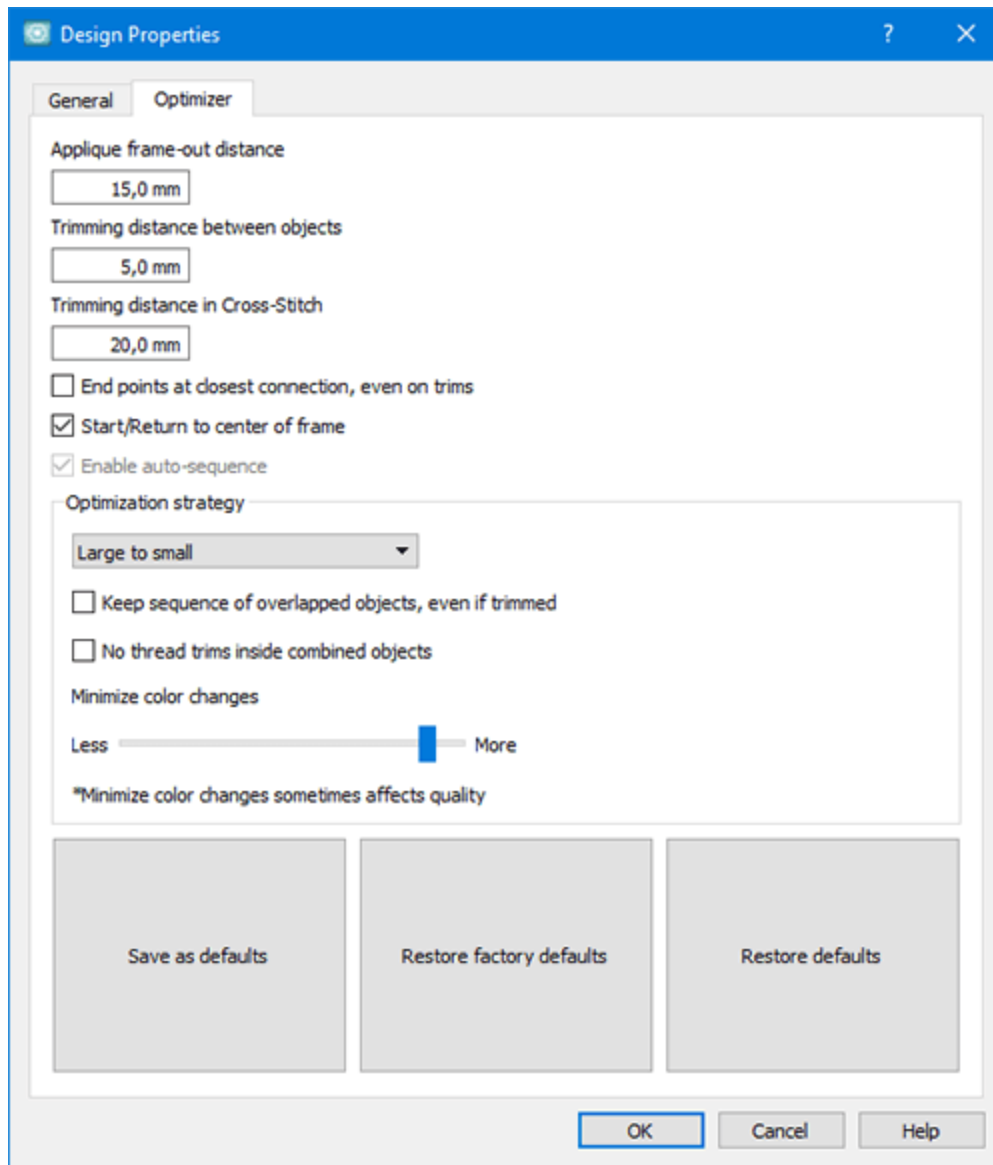 Design Properties
General Optimizer
Applique frame-out distance
15,0 mm
Trimming distance between objects
5,0 mm
Trimming distance in Cross-Stitch
20,0 mm
End points at closest connection, even on trims
Start/Return to center of frame
Enable auto-sequence
Optimization strategy
Large to small
Keep sequence of overlapped objects, even if trimmed
No thread trims inside combined objects
Minimize color changes
Less More
*Minimize color changes sometimes affects quality
Save as defaults Restore factory defaults Restore defaults
OK Cancel Help